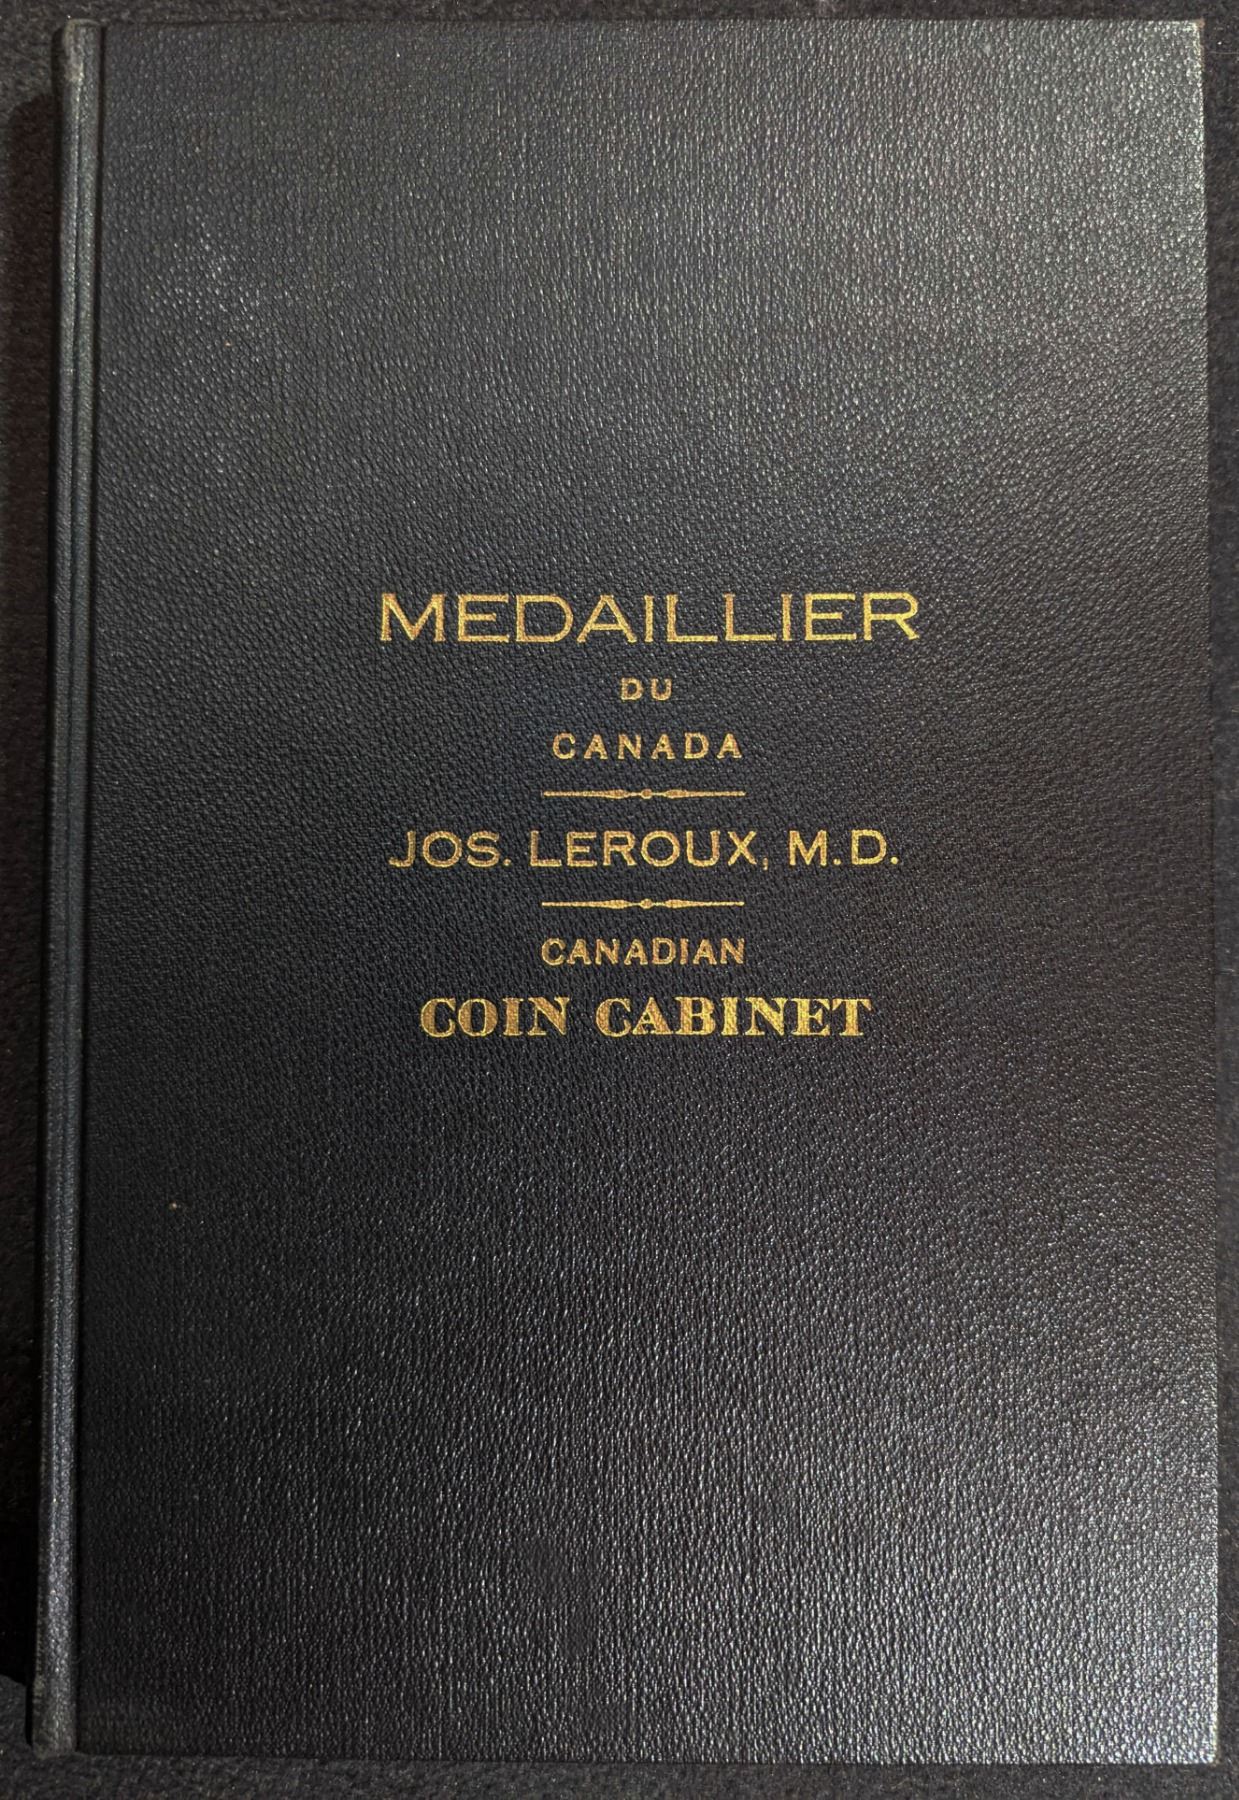 MEDAILLIER
DU
CANADA
JOS. LEROUX, M.D.
CANADIAN
COIN CABINET